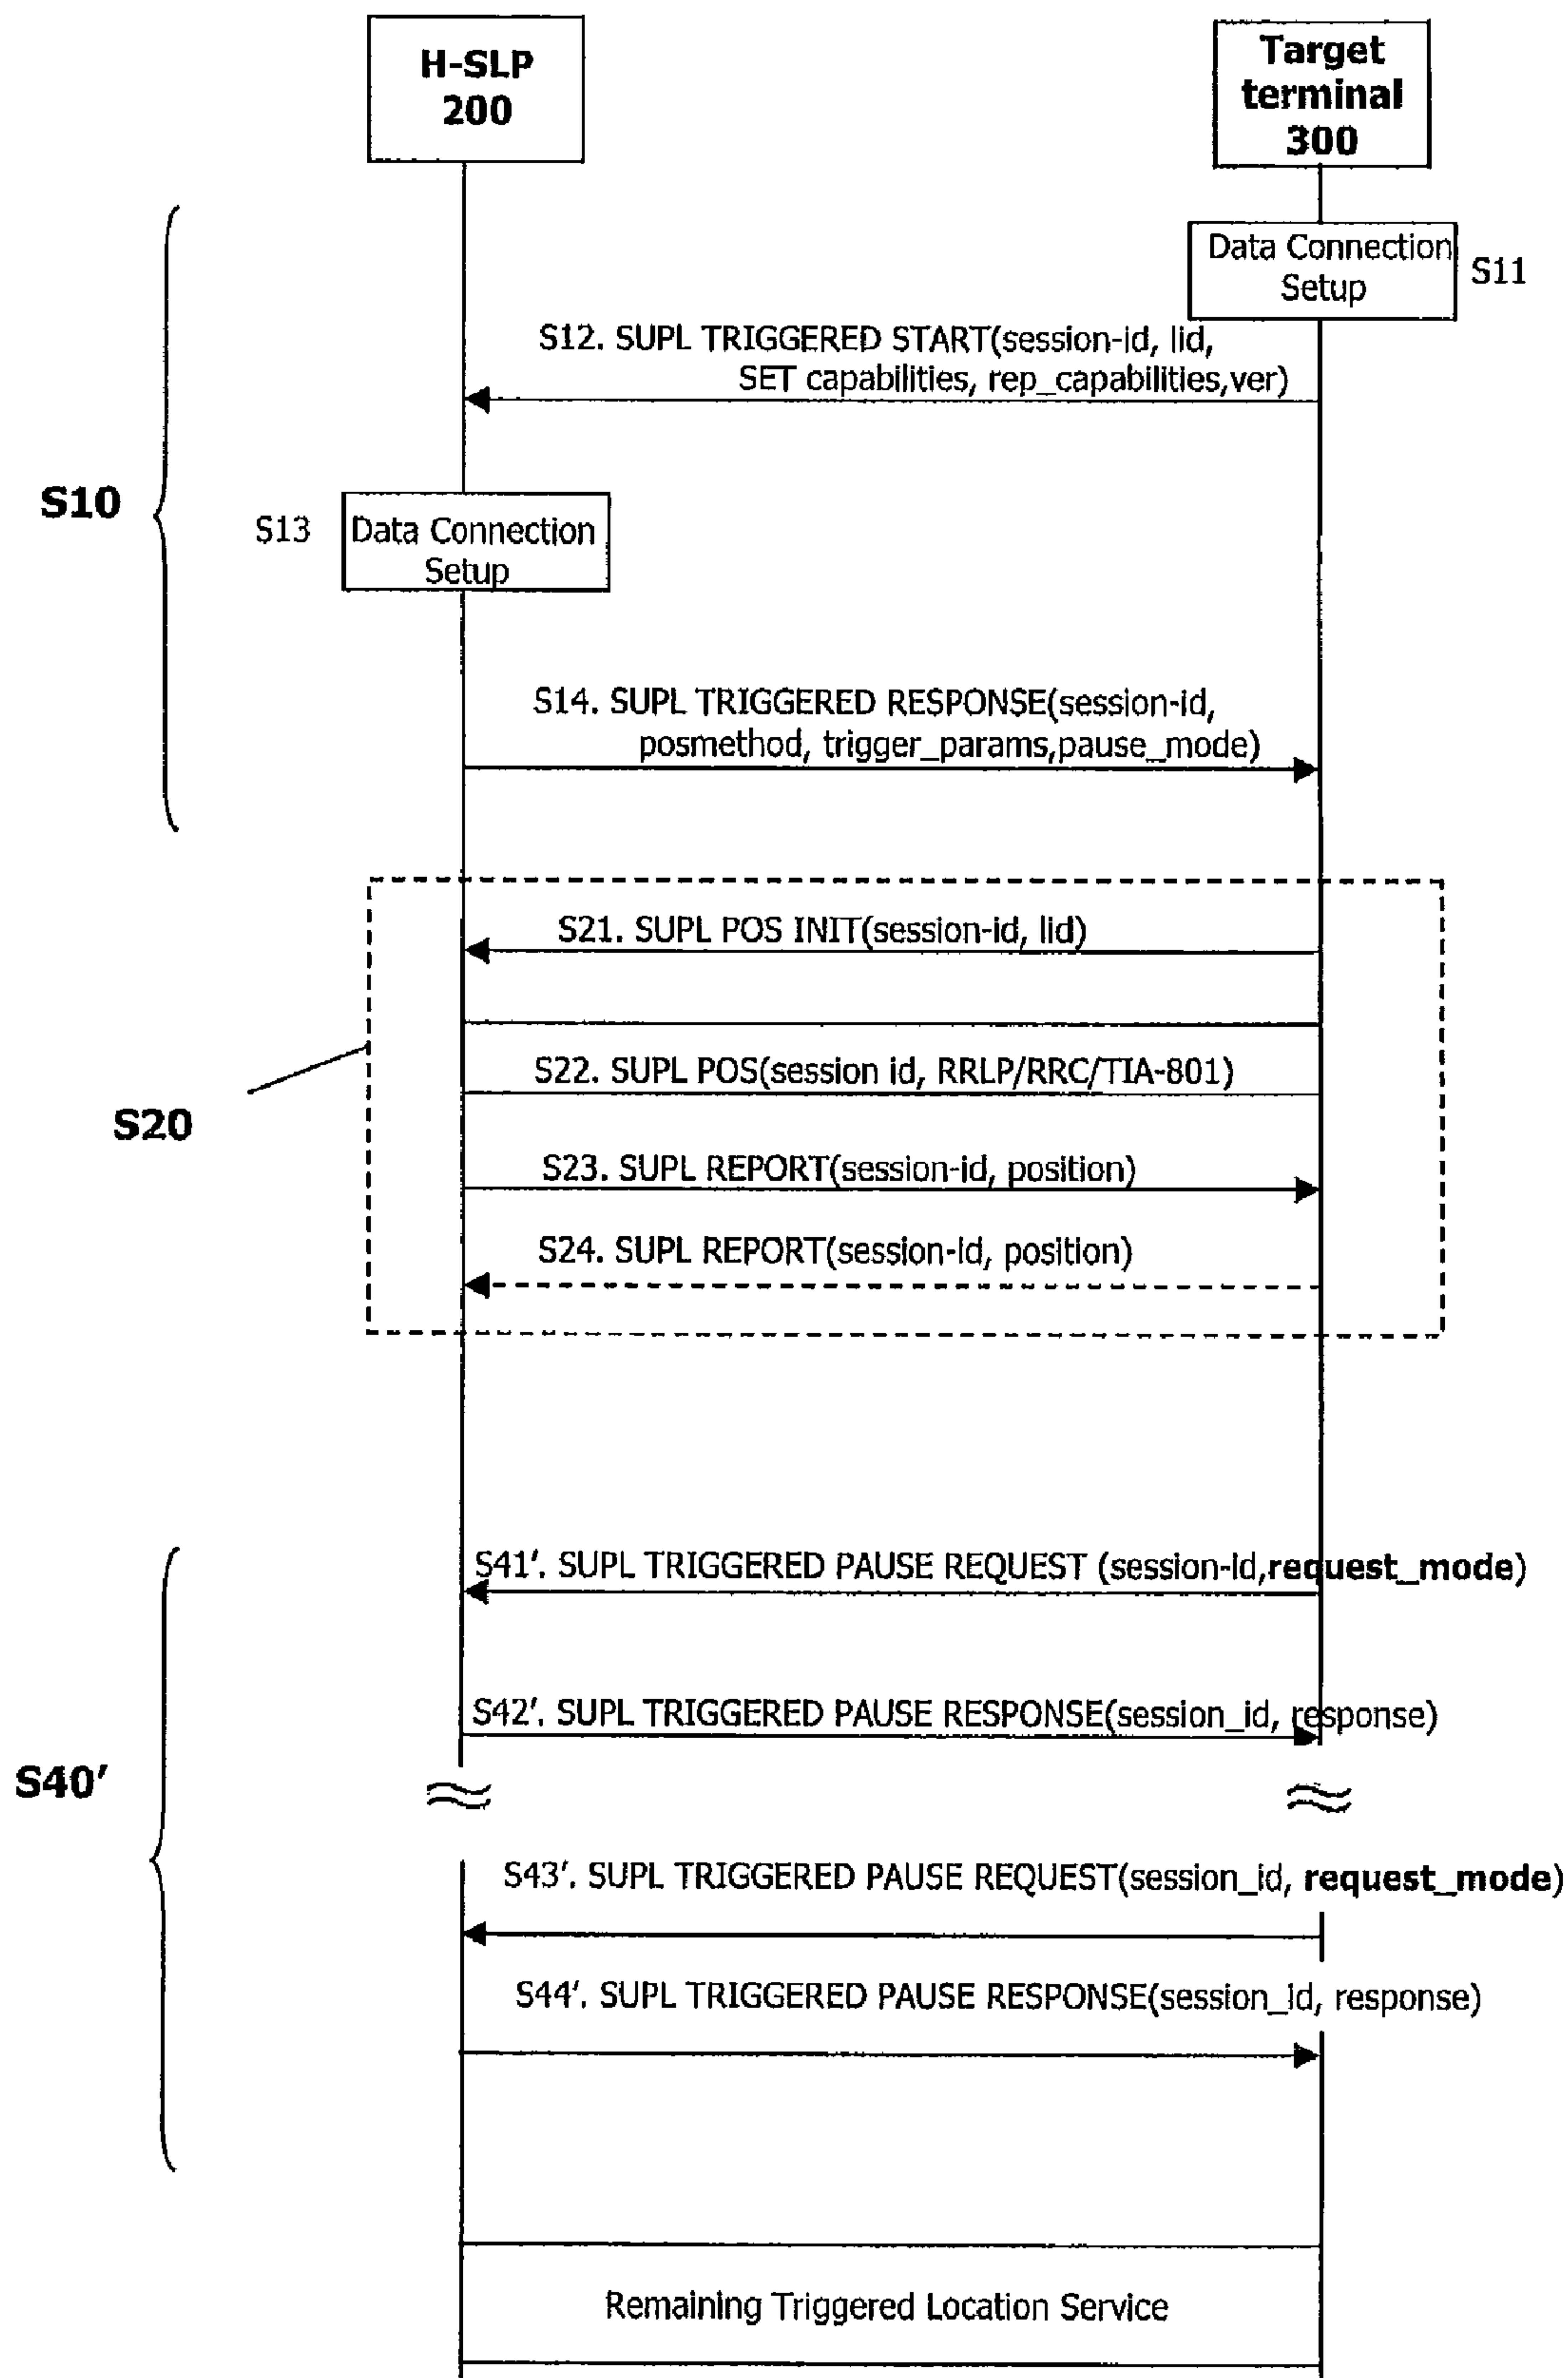 H-SLP
200
Target
terminal
300
Data Connection
Setup
S11
S12. SUPL TRIGGERED START(session-id, lid,
SET capabilities, rep_capabilities,ver)
S10
S13
Data Connection
Setup
S14. SUPL TRIGGERED RESPONSE(session-id,
posmethod, trigger_params,pause_mode)
S21. SUPL POS INIT(session-id, lid)
S22. SUPL POS(session id, RRLP/RRC/TIA-801)
S20
S23. SUPL REPORT(session-id, position)
S24. SUPL REPORT(session-id, position)
S41'. SUPL TRIGGERED PAUSE REQUEST (session-id,request_mode)
S42'. SUPL TRIGGERED PAUSE RESPONSE(session_id, response)
S40'
S43'. SUPL TRIGGERED PAUSE REQUEST(session_id, request_mode)
S44'. SUPL TRIGGERED PAUSE RESPONSE(session_id, response)
Remaining Triggered Location Service